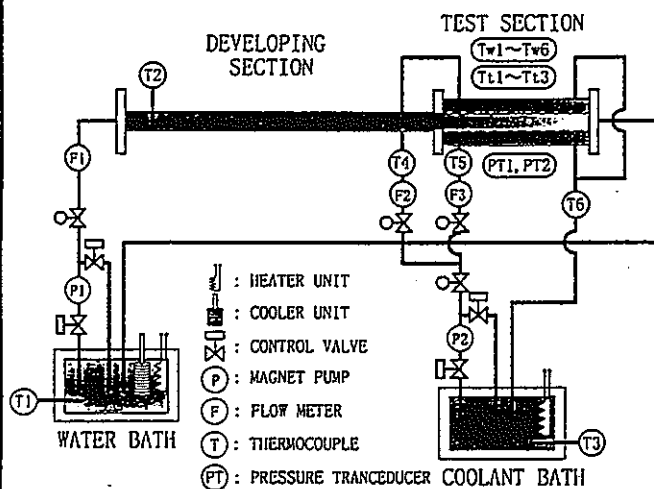 DEVELOPING
SECTION
TEST SECTION
Tw1~Tw6
Tt1~Tt3
T2
F1
T4
T5
PT1, PT2
F2
F3
T6
P1
P2
: HEATER UNIT
: COOLER UNIT
: CONTROL VALVE
P : MAGNET PUMP
F : FLOW METER
T : THERMOCOUPLE
PT : PRESSURE TRANCEDUCER
T1
WATER BATH
T3
COOLANT BATH